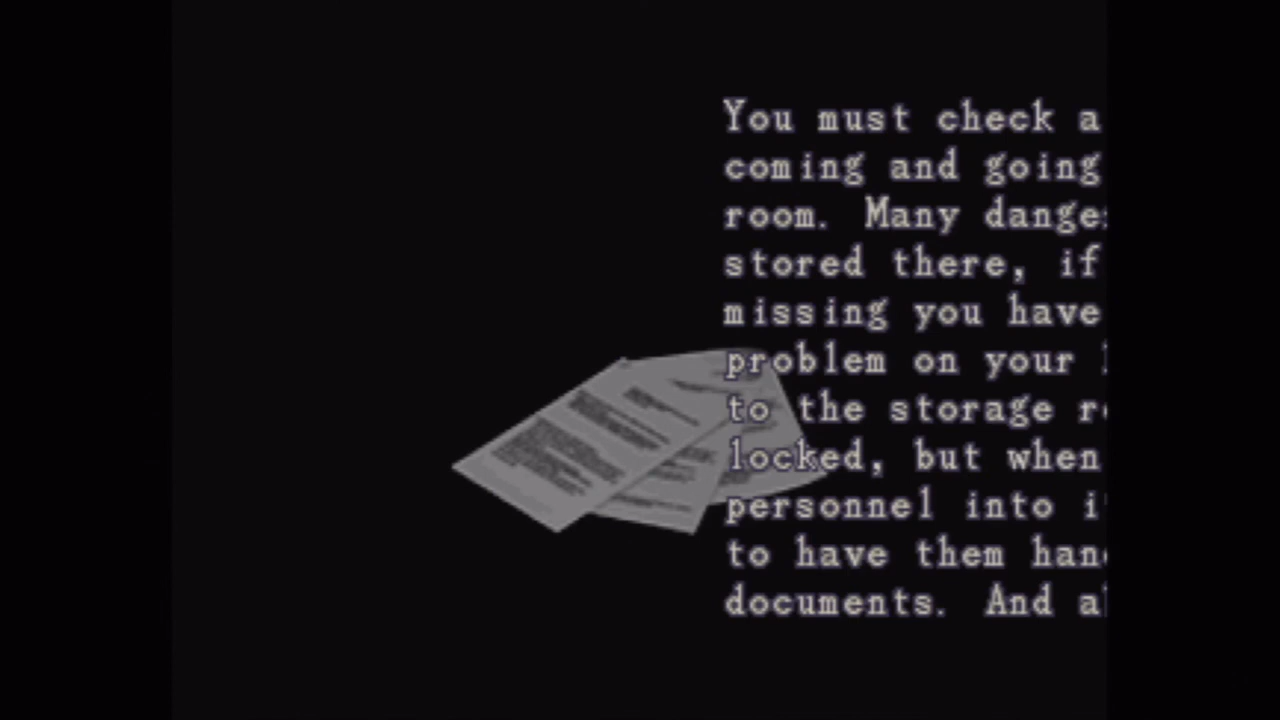 You must check a
coming and going
room. Many dange
stored there, if
missing you have
problem on your
to the storage
locked, but when
personnel into
to have them
documents. And